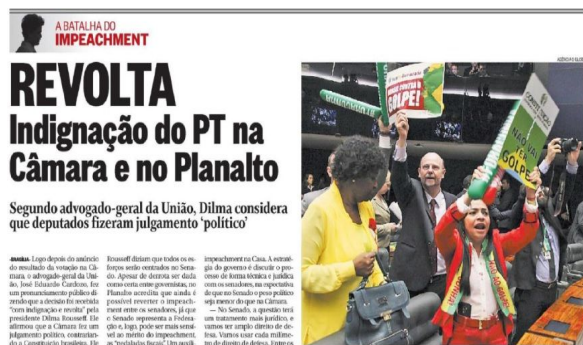 A BATALHA DO
IMPEACHMENT
REVOLTA
Indignação do PT na
Câmara e no Planalto
Segundo advogado-geral da União, Dilma considera
que deputados fizeram julgamento ‘político’
-BRASÍLIA- Logo depois do anúncio
do resultado da votação na Câ-
mara, o advogado-geral da Uni-
ão, José Eduardo Cardozo, fez
um pronunciamento público di-
zendo que a decisão foi recebida
“com indignação e revolta” pela
presidente Dilma Rousseff. Ele
afirmou que a Câmara fez um
julgamento político, contrarian-
do a Constituição brasileira. Ele
Rousseff diziam que todos os es-
forços serão centrados no Sena-
do. Apesar de derrota ser dada
como certa entre governistas, no
Planalto acredita que ainda é
possível reverter o impeach-
ment entre os senadores, já que
o Senado representa a Federa-
ção e, logo, pode ser mais sensí-
vel ao mérito do impeachment,
as “pedaladas fiscais”. Um auxili-
impeachment na Casa. A estraté-
gia do governo é discutir o pro-
cesso de forma técnica e jurídica
com os senadores, na expectativa
de que no Senado o peso político
seja menor do que na Câmara.
— No Senado, a questão terá
um tratamento mais jurídico, e
vamos ter amplo direito de de-
fesa. Vamos usar cada milíme-
tro de direito de defesa. Entre os
GOLPE!
NÃO
VAI TER
GOLPE!